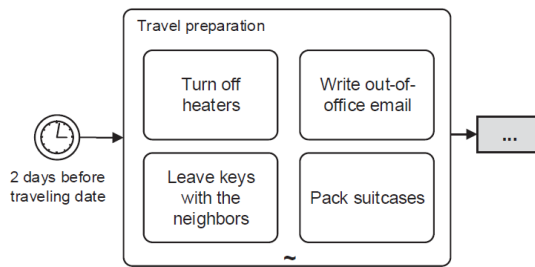 Travel preparation
Turn off
heaters
Write out-of-
office email
2 days before
traveling date
Leave keys
with the
neighbors
Pack suitcases
~
...